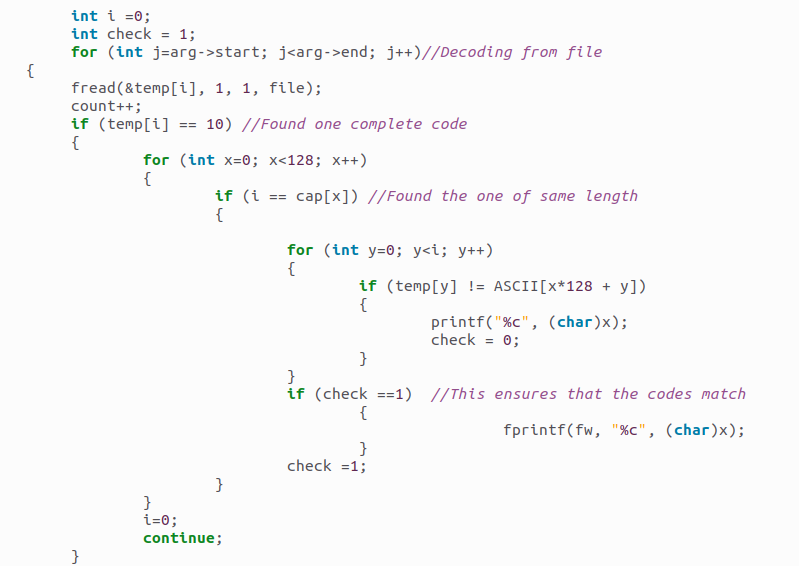 int i =0;
int check = 1;
for (int j=arg->start; j<arg->end; j++)//Decoding from file
{
fread(&temp[i], 1, 1, file);
count++;
if (temp[i] == 10) //Found one complete code
{
for (int x=0; x<128; x++)
{
if (i == cap[x]) //Found the one of same length
{
for (int y=0; y<i; y++)
{
if (temp[y] != ASCII[x*128 + y])
{
printf("%c", (char)x);
check = 0;
}
}
if (check ==1)  //This ensures that the codes match
{
fprintf(fw, "%c", (char)x);
}
check =1;
}
}
i=0;
continue;
}